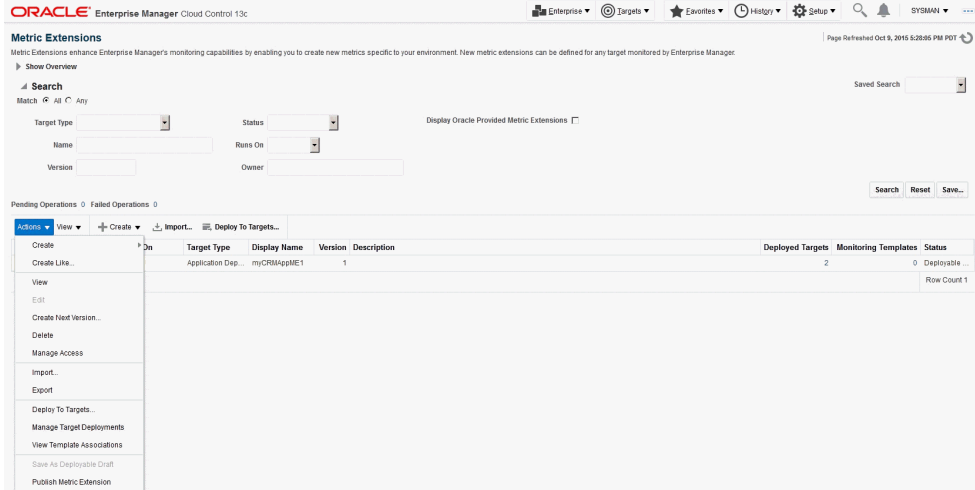 ORACLE Enterprise Manager Cloud Control 13c
Enterprise Targets Favorites History Setup SYSMAN
Metric Extensions
Page Refreshed Oct 9, 2015 5:28:05 PM PDT
Metric Extensions enhance Enterprise Manager's monitoring capabilities by enabling you to create new metrics specific to your environment. New metric extensions can be defined for any target monitored by Enterprise Manager.
Show Overview
Search
Saved Search
Match All Any
Target Type Status Display Oracle Provided Metric Extensions
Name Runs On
Version Owner
Search Reset Save...
Pending Operations 0 Failed Operations 0
Actions View Create Import... Deploy To Targets...
On Target Type Display Name Version Description Deployed Targets Monitoring Templates Status
Application Dep... myCRMAppME1 1 2 0 Deployable ...
Row Count 1
Create
Create Like...
View
Edit
Create Next Version...
Delete
Manage Access
Import...
Export
Deploy To Targets...
Manage Target Deployments
View Template Associations
Save As Deployable Draft
Publish Metric Extension